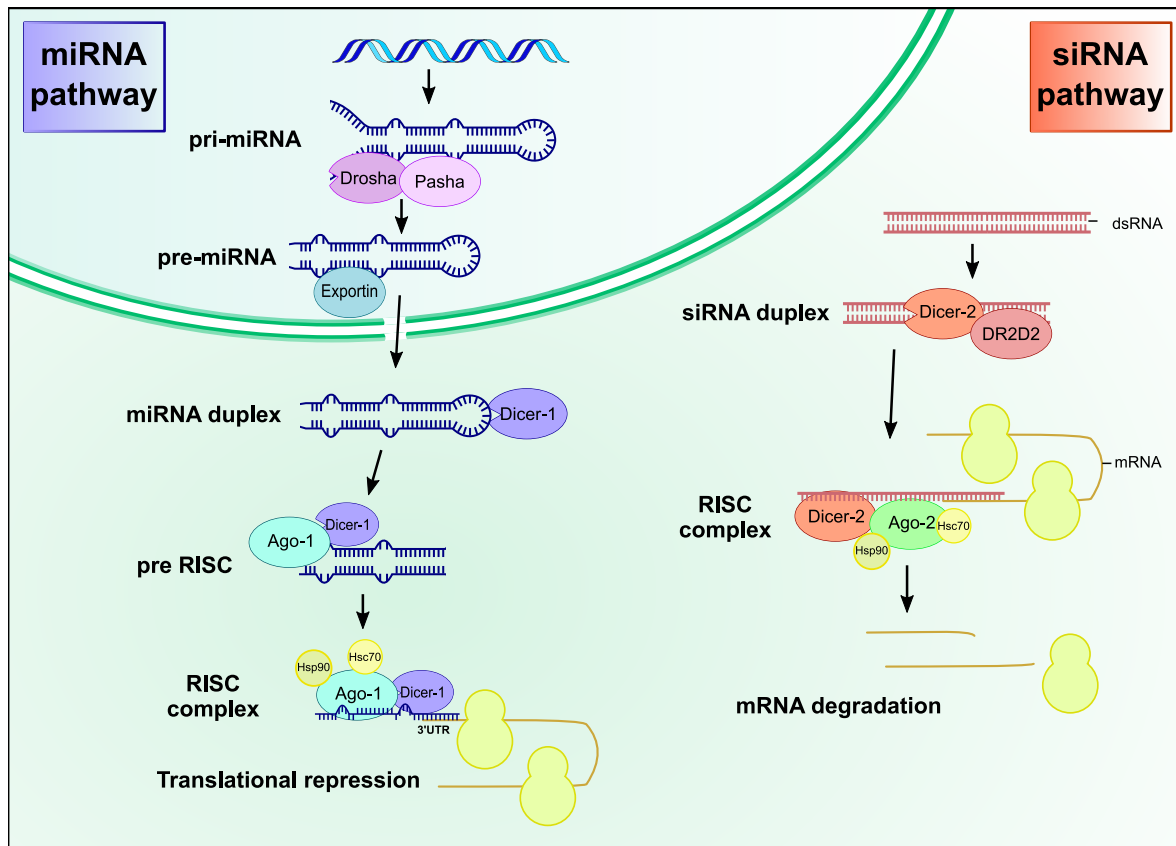 miRNA
pathway
pri-miRNA
Drosha
Pasha
pre-miRNA
Exportin
miRNA duplex
Dicer-1
Ago-1
Dicer-1
pre RISC
Hsp90
Hsc70
RISC
complex
Ago-1
Dicer-1
3'UTR
Translational repression
siRNA
pathway
dsRNA
siRNA duplex
Dicer-2
DR2D2
mRNA
RISC
complex
Dicer-2
Ago-2
Hsc70
Hsp90
mRNA degradation